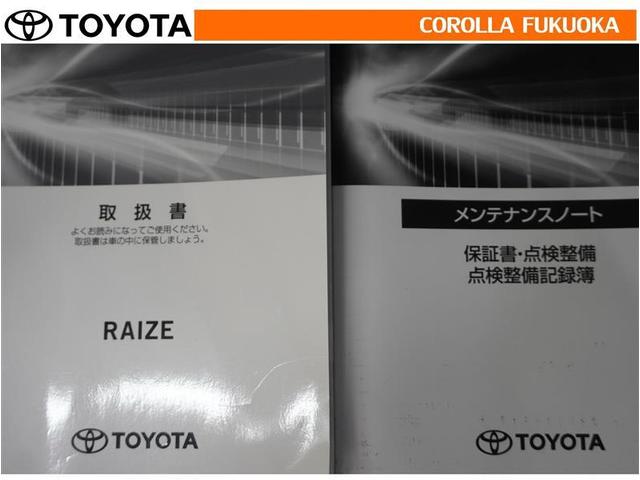 TOYOTA
COROLLA FUKUOKA
取扱書
よくお読みになってご使用ください。
取扱書は車の中に保管しましょう。
RAIZE
TOYOTA
メンテナンスノート
保証書・点検整備
点検整備記録簿
TOYOTA